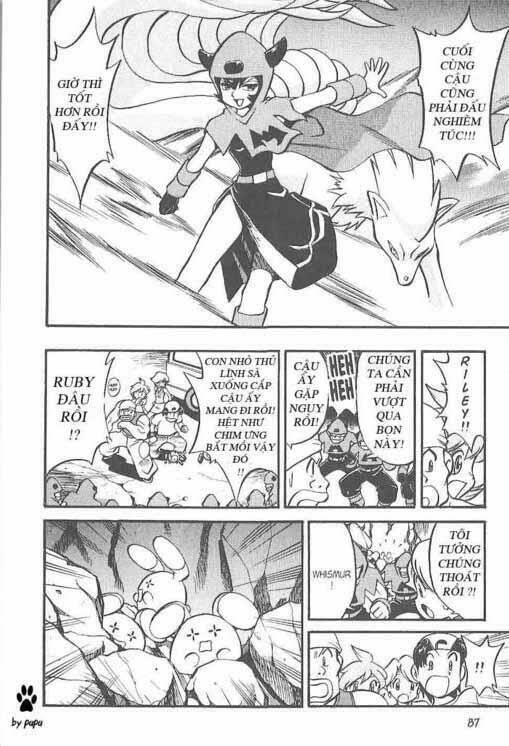 CUỐI
CÙNG
CẬU
CŨNG
PHẢI ĐẤU
NGHIÊM
TÚC!!!
GIỜ THÌ
TỐT
HƠN RỒI
ĐẤY!!
RILEY!!
CHÚNG
TA CẦN
PHẢI
VƯỢT
QUA
BỌN NÀY!
HEH
HEH
CẬU
ẤY
GẶP
NGUY
RỒI!
CON NHỎ THỦ
LĨNH SÀ
XUỐNG CẮP
CẬU ẤY
MANG ĐI RỒI!
HỆT NHƯ
CHIM ƯNG
BẮT MỒI VẬY
ĐÓ
!!
RUBY
ĐÂU
RỒI
!?
TÔI
TƯỞNG
CHÚNG
THOÁT
RỒI ?!
WHISMUR
!
!!
by papu
87